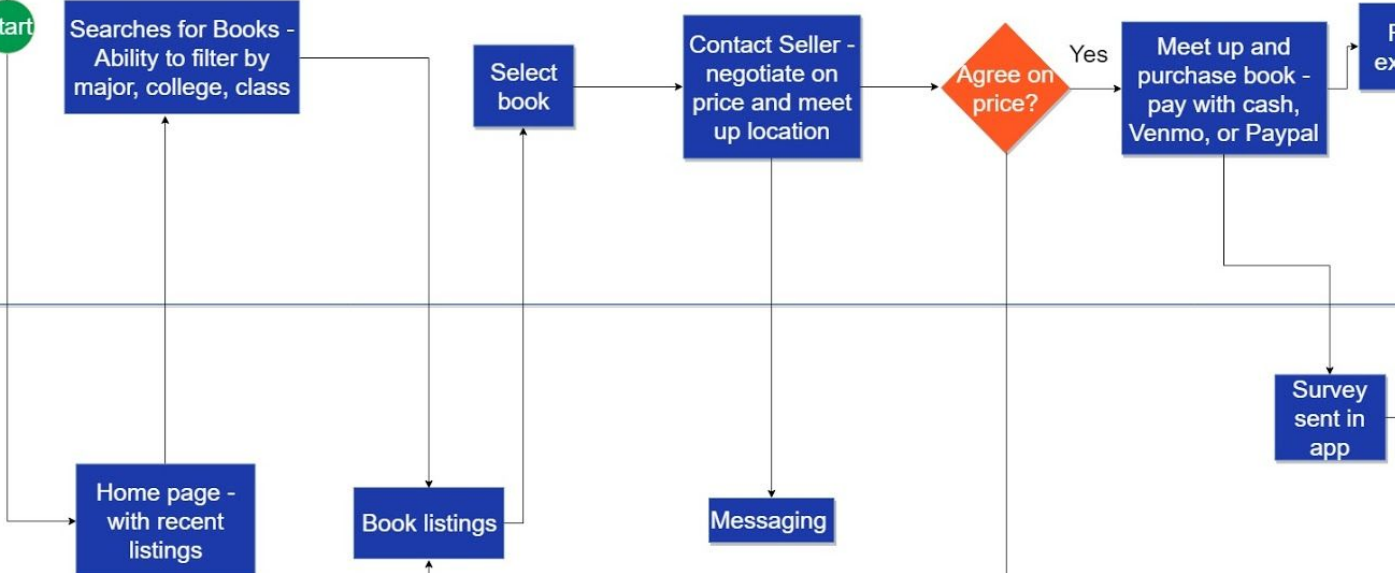 tart
Searches for Books -
Ability to filter by
major, college, class
Select
book
Contact Seller -
negotiate on
price and meet
up location
Agree on
price?
Yes
Meet up and
purchase book -
pay with cash,
Venmo, or Paypal
ex
Survey
sent in
app
Home page -
with recent
listings
Book listings
Messaging